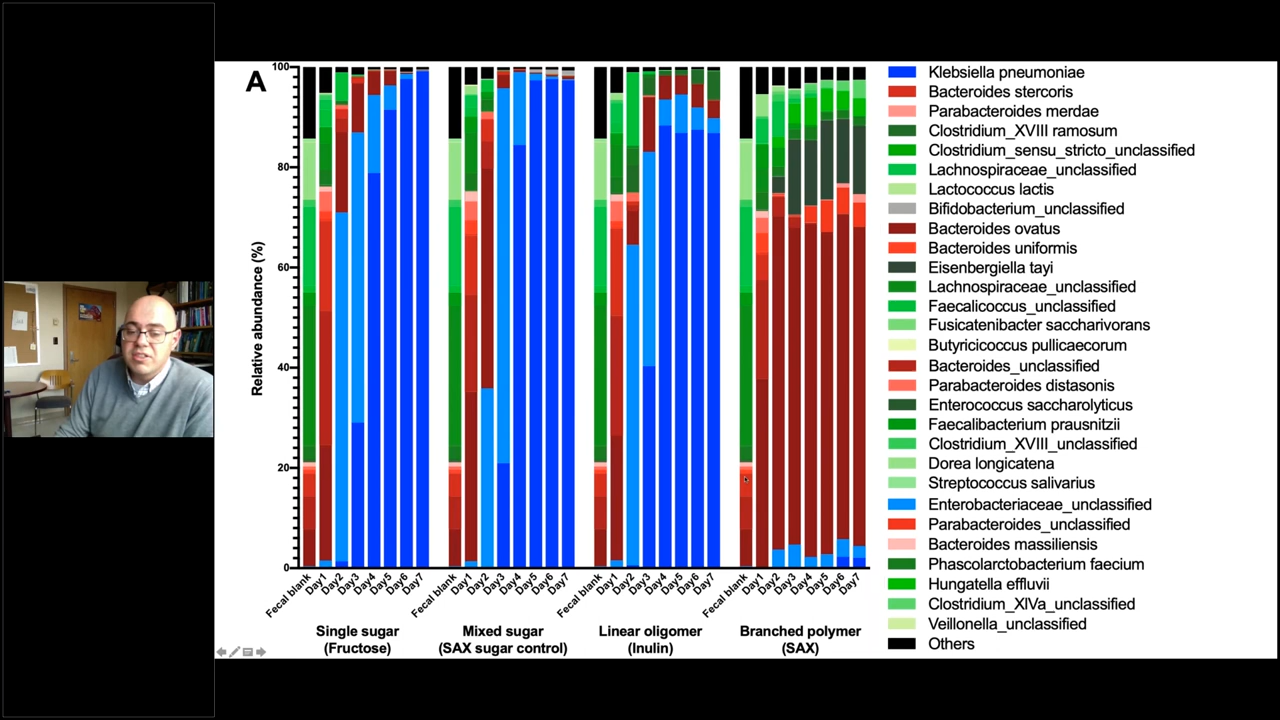 A
Relative abundance (%)
100
80
60
40
20
0
Fecal blank
Day1
Day2
Day3
Day4
Day5
Day6
Day7
Fecal blank
Day1
Day2
Day3
Day4
Day5
Day6
Day7
Fecal blank
Day1
Day2
Day3
Day4
Day5
Day6
Day7
Fecal blank
Day1
Day2
Day3
Day4
Day5
Day6
Day7
Single sugar
(Fructose)
Mixed sugar
(SAX sugar control)
Linear oligomer
(Inulin)
Branched polymer
(SAX)
Klebsiella pneumoniae
Bacteroides stercoris
Parabacteroides merdae
Clostridium_XVIII ramosum
Clostridium_sensu_stricto_unclassified
Lachnospiraceae_unclassified
Lactococcus lactis
Bifidobacterium_unclassified
Bacteroides ovatus
Bacteroides uniformis
Eisenbergiella tayi
Lachnospiraceae_unclassified
Faecalicoccus_unclassified
Fusicatenibacter saccharivorans
Butyricicoccus pullicaecorum
Bacteroides_unclassified
Parabacteroides distasonis
Enterococcus saccharolyticus
Faecalibacterium prausnitzii
Clostridium_XVIII_unclassified
Dorea longicatena
Streptococcus salivarius
Enterobacteriaceae_unclassified
Parabacteroides_unclassified
Bacteroides massiliensis
Phascolarctobacterium faecium
Hungatella effluvii
Clostridium_XlVa_unclassified
Veillonella_unclassified
Others